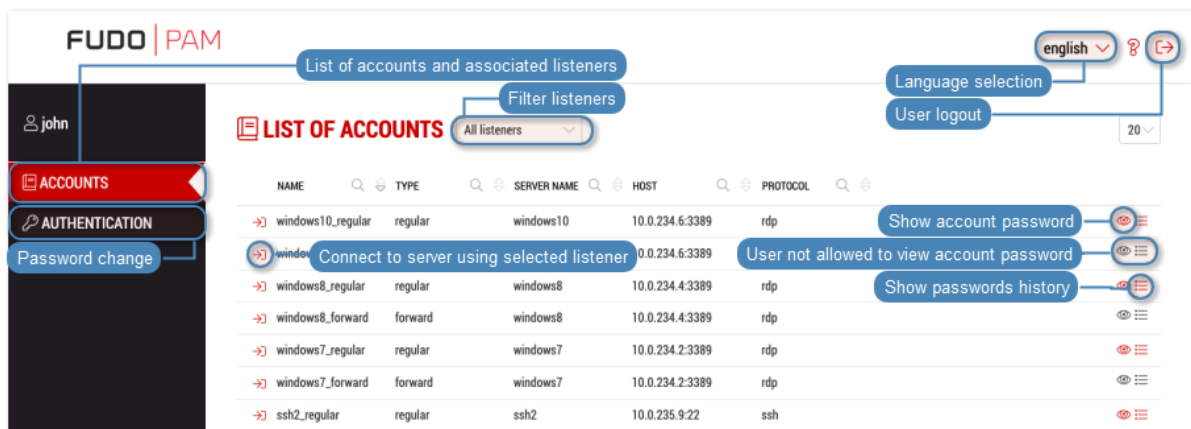 FUDO PAM
english
List of accounts and associated listeners
Language selection
Filter listeners
User logout
john
LIST OF ACCOUNTS
All listeners
20
ACCOUNTS
NAME TYPE SERVER NAME HOST PROTOCOL
AUTHENTICATION
windows10_regular regular windows10 10.0.234.6:3389 rdp
Show account password
Password change
Connect to server using selected listener
0.0.234.6:3389
User not allowed to view account password
windows8_regular regular windows8 10.0.234.4:3389 rdp
Show passwords history
windows8_forward forward windows8 10.0.234.4:3389 rdp
windows7_regular regular windows7 10.0.234.2:3389 rdp
windows7_forward forward windows7 10.0.234.2:3389 rdp
ssh2_regular regular ssh2 10.0.235.9:22 ssh